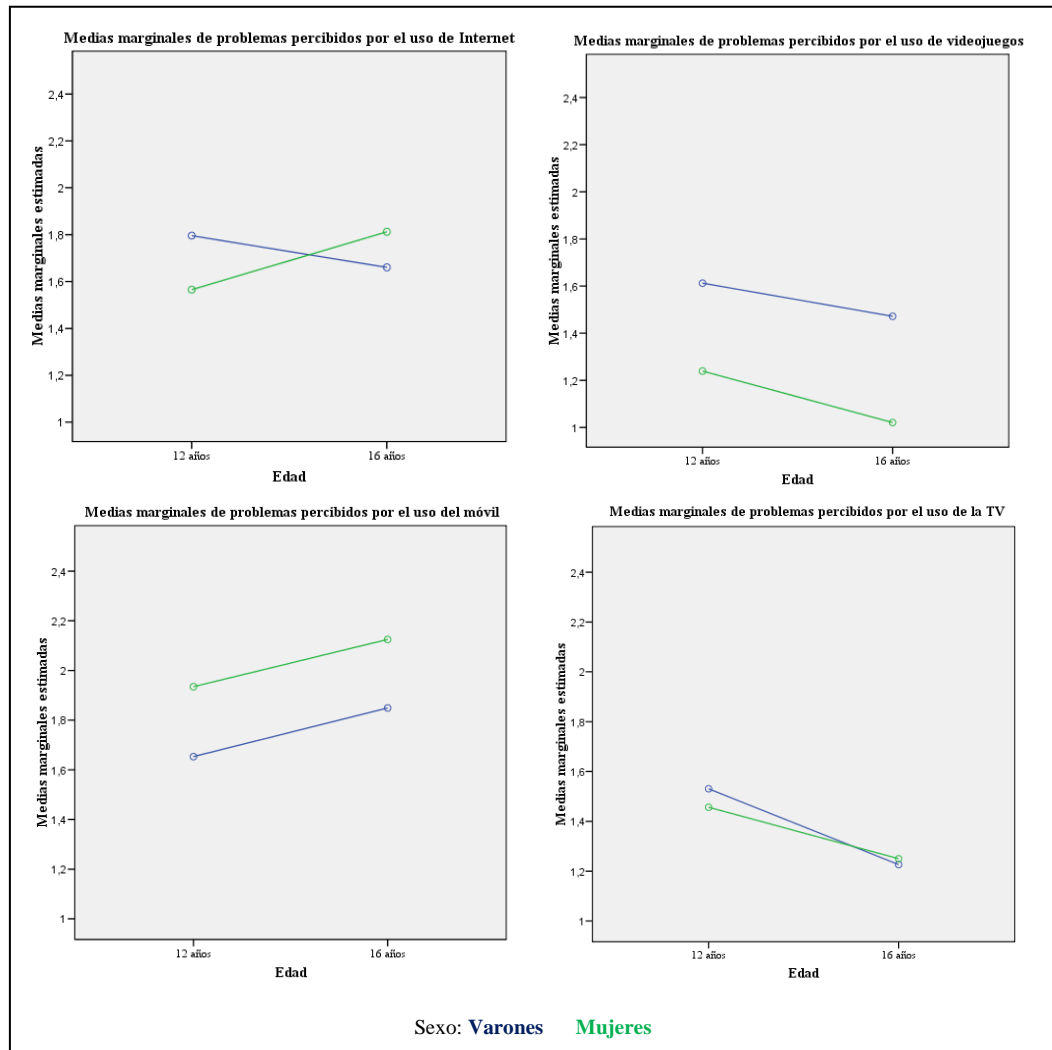 Medias marginales de problemas percibidos por el uso de Internet
Medias marginales estimadas
2,4
2,2
2
1,8
1,6
1,4
1,2
1
12 años
16 años
Edad
Medias marginales de problemas percibidos por el uso de videojuegos
Medias marginales estimadas
2,4
2,2
2
1,8
1,6
1,4
1,2
1
12 años
16 años
Edad
Medias marginales de problemas percibidos por el uso del móvil
Medias marginales estimadas
2,4
2,2
2
1,8
1,6
1,4
1,2
1
12 años
16 años
Edad
Medias marginales de problemas percibidos por el uso de la TV
Medias marginales estimadas
2,4
2,2
2
1,8
1,6
1,4
1,2
1
12 años
16 años
Edad
Sexo: Varones Mujeres